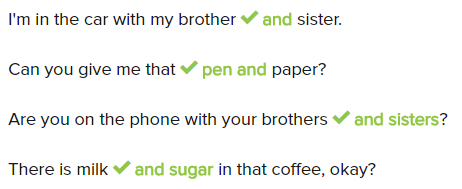 I'm in the car with my brother ✔ and sister.
Can you give me that ✔ pen and paper?
Are you on the phone with your brothers ✔ and sisters?
There is milk ✔ and sugar in that coffee, okay?